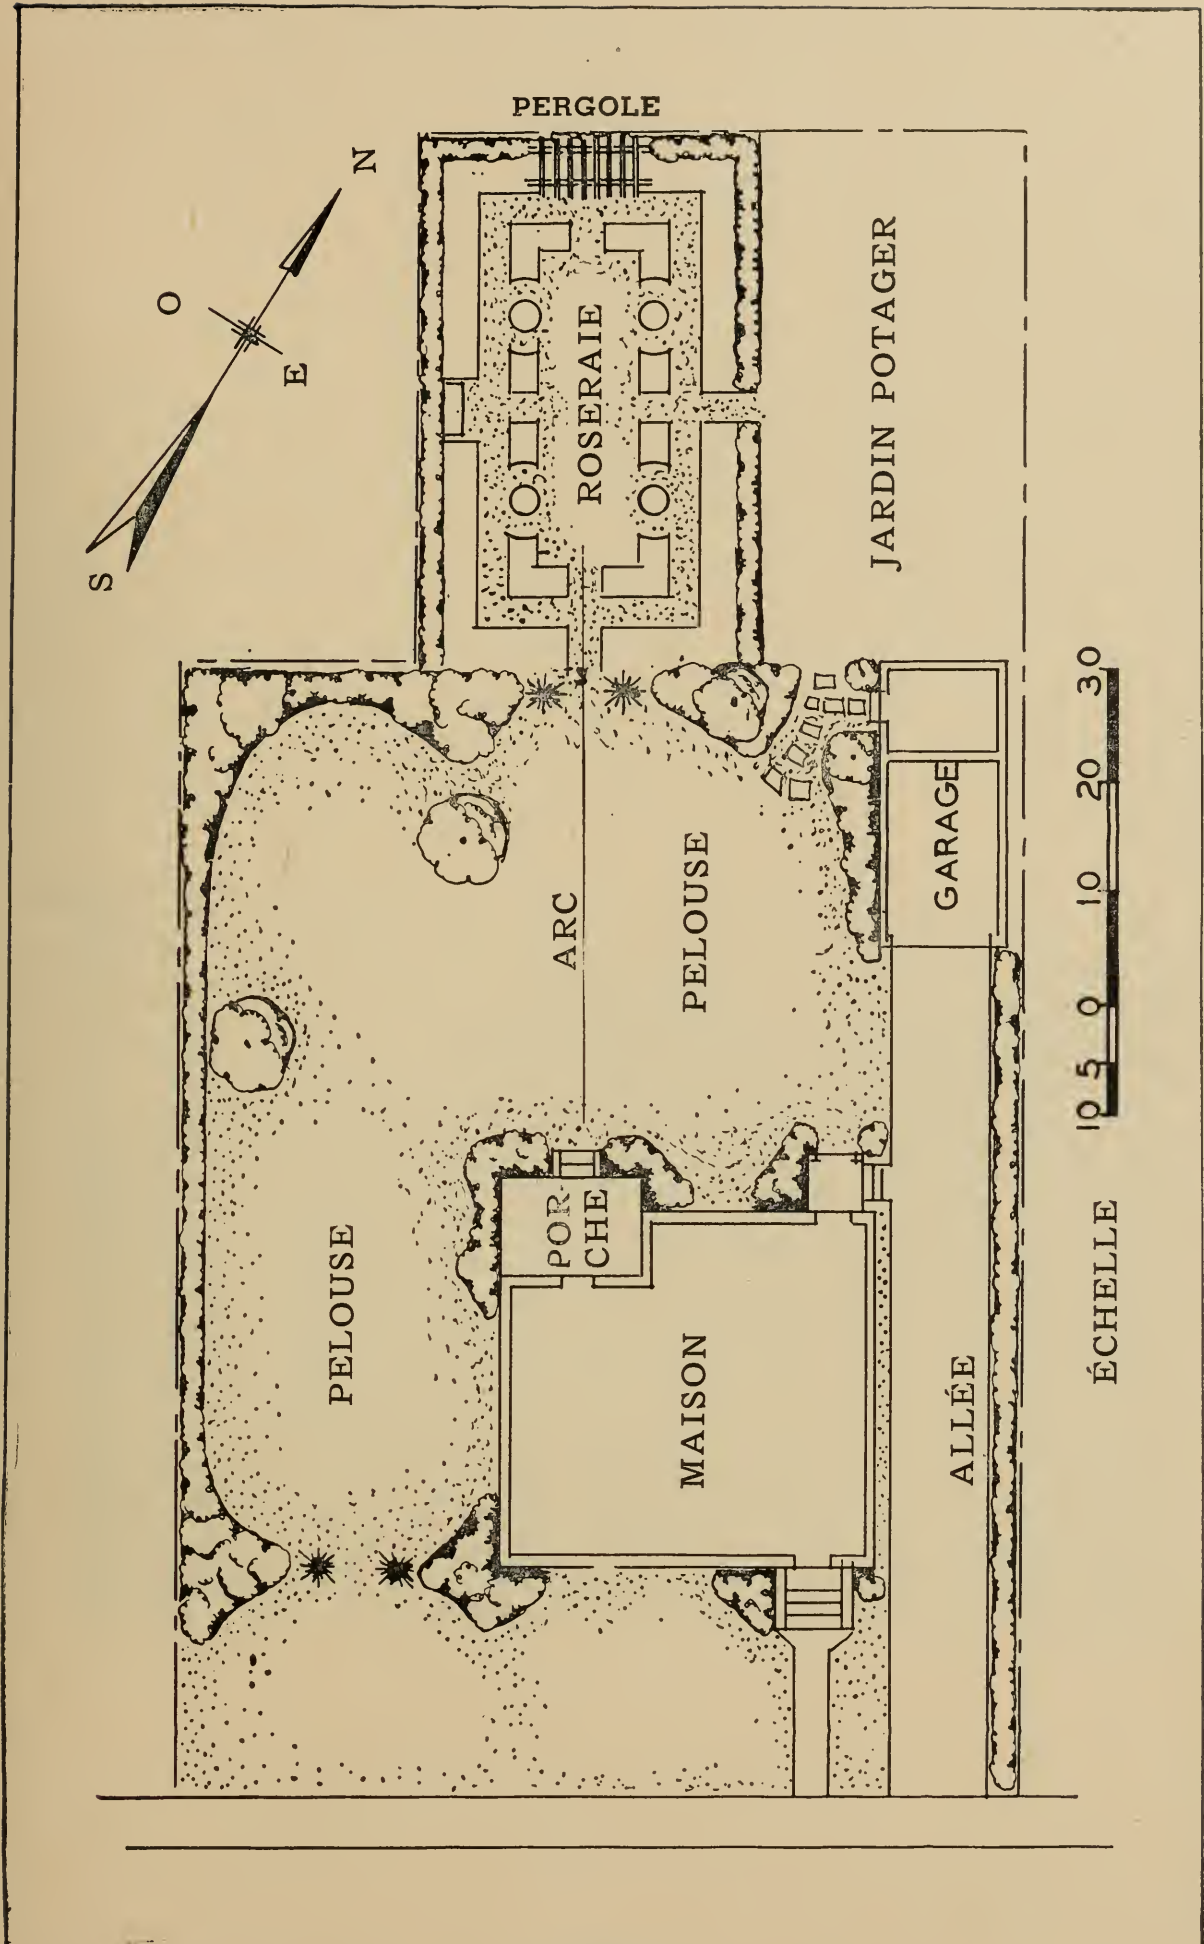 PERGOLE
N
O
E
S
ROSERAIE
JARDIN POTAGER
ARC
PELOUSE
GARAGE
PELOUSE
POR
CHE
MAISON
ALLÉE
10 5 0 10 20 30
ÉCHELLE